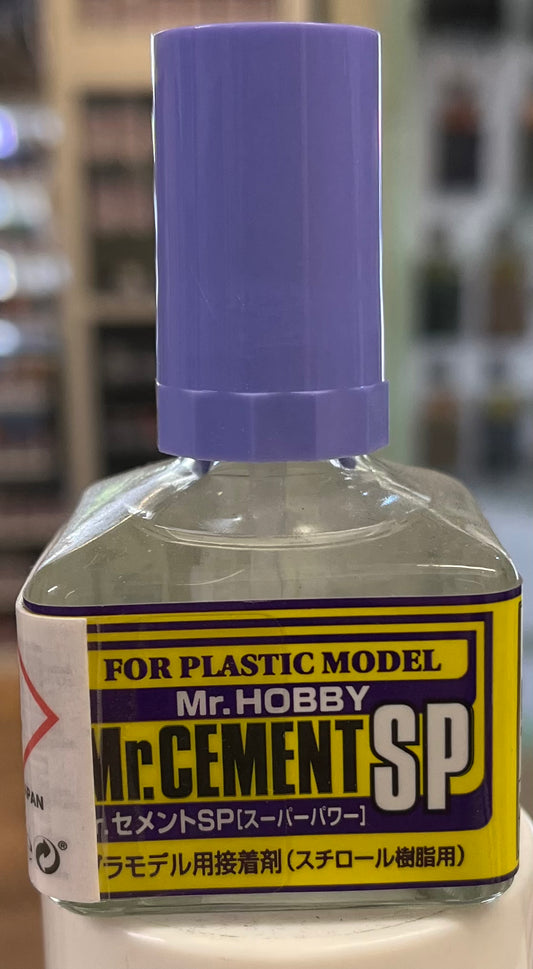 FOR PLASTIC MODEL
Mr.HOBBY
Mr.CEMENT SP
r.セメントSP[スーパーパワー]
プラモデル用接着剤(スチロール樹脂用)
PAN